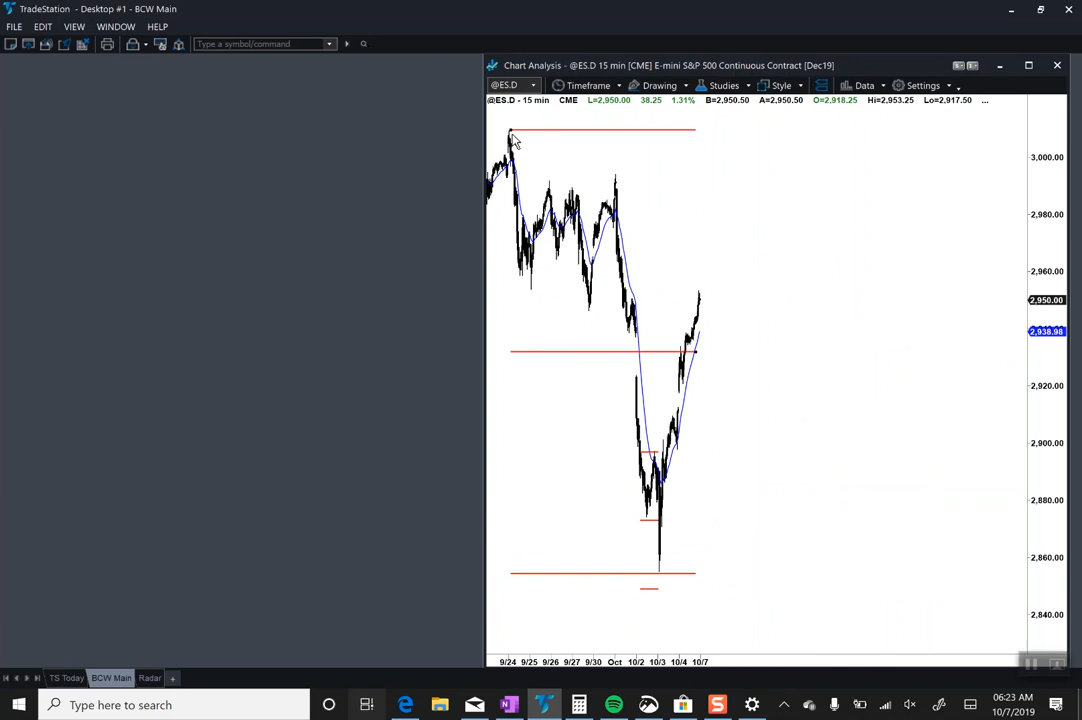 TradeStation - Desktop #1 - BCW Main
FILE EDIT VIEW WINDOW HELP
Type a symbol/command
Chart Analysis - @ES.D 15 min [CME] E-mini S&P 500 Continuous Contract [Dec19]
@ES.D Timeframe Drawing Studies Style Data Settings
@ES.D - 15 min CME L=2,950.00 38.25 1.31% B=2,950.50 A=2,950.50 O=2,918.25 Hi=2,953.25 Lo=2,917.50 ...
3,000.00
2,980.00
2,960.00
2,950.00
2,938.98
2,920.00
2,900.00
2,880.00
2,860.00
2,840.00
9/24 9/25 9/26 9/27 9/30 Oct 10/2 10/3 10/4 10/7
TS Today BCW Main Radar +
Type here to search
06:23 AM
10/7/2019